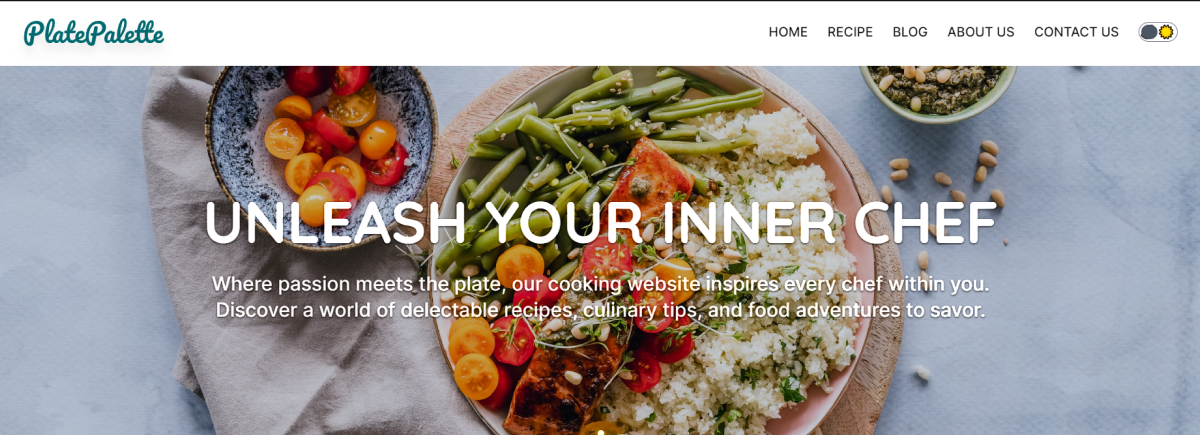 PlatePalette
HOME RECIPE BLOG ABOUT US CONTACT US
UNLEASH YOUR INNER CHEF
Where passion meets the plate, our cooking website inspires every chef within you.
Discover a world of delectable recipes, culinary tips, and food adventures to savor.